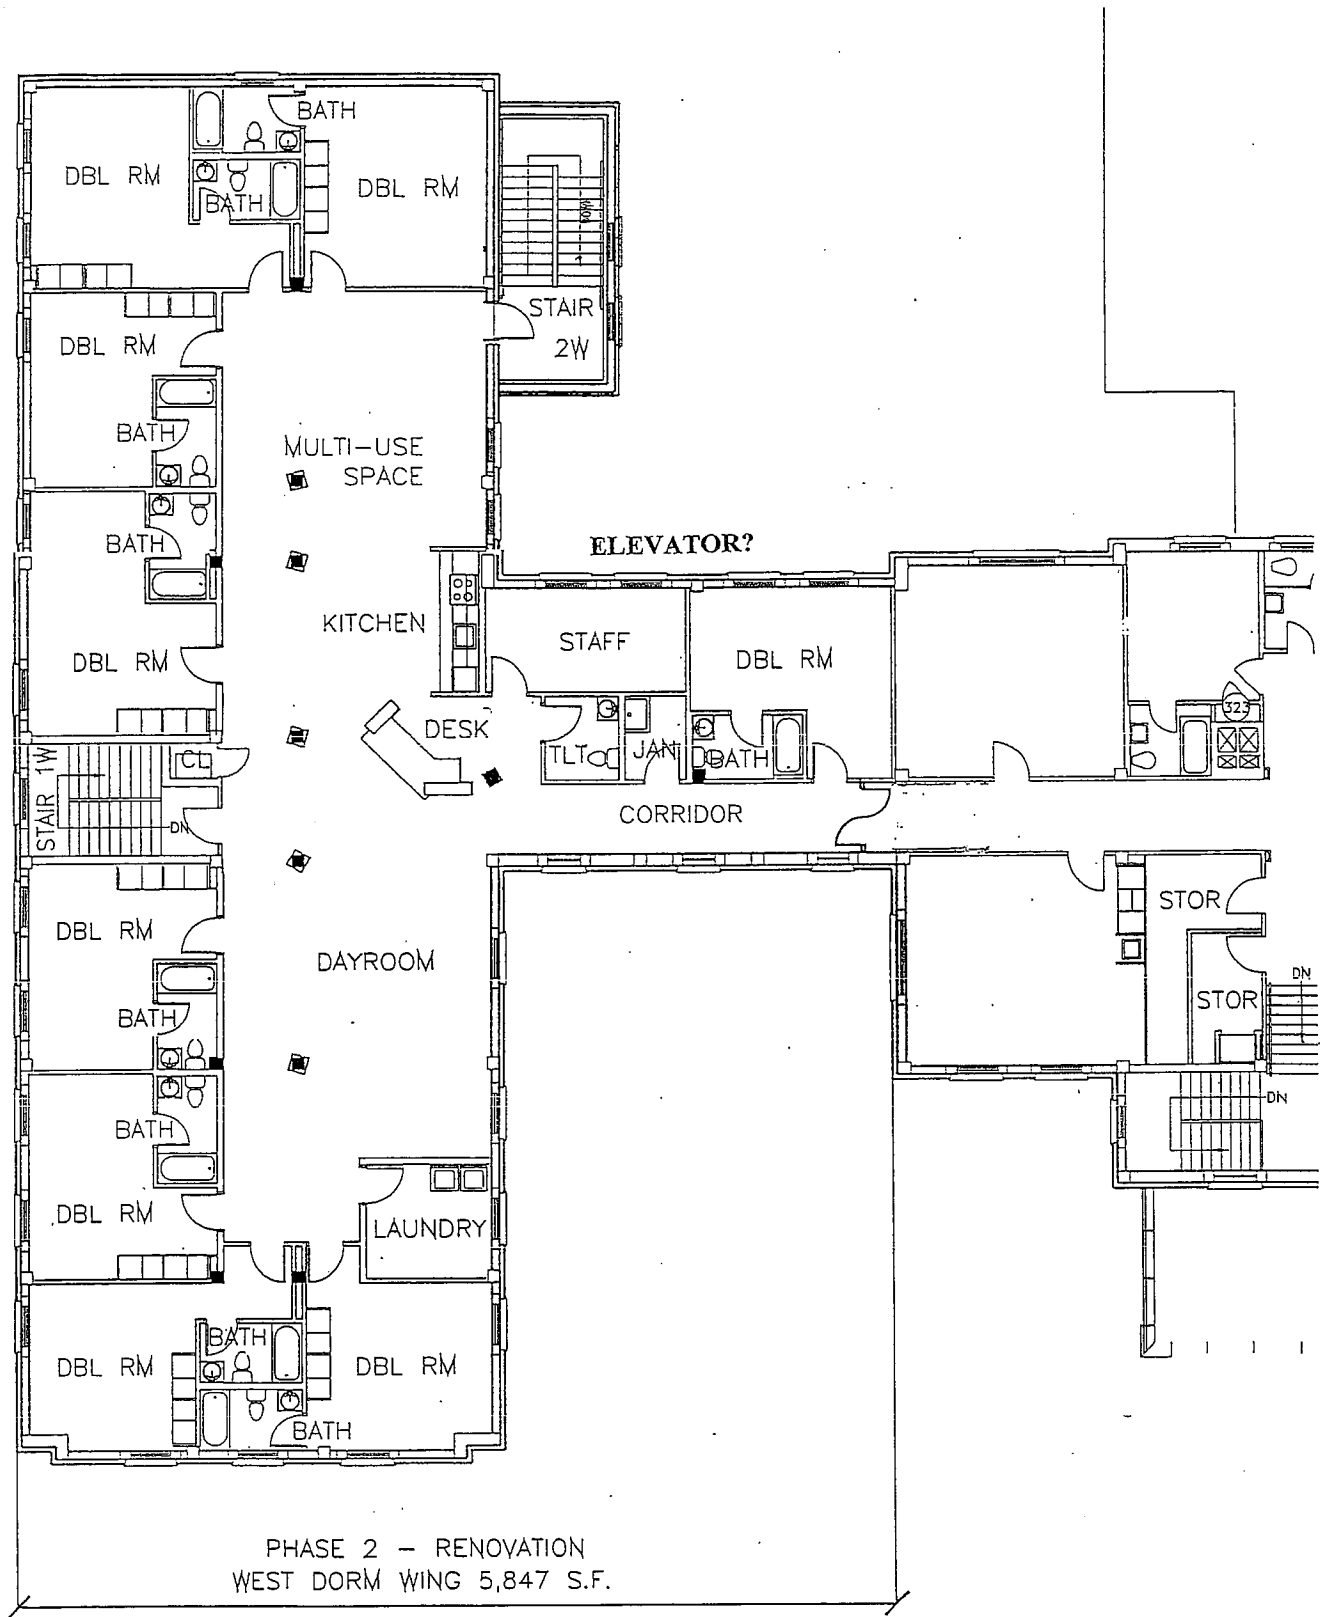 BATH
DBL RM
DBL RM
BATH
DN
STAIR
2W
DBL RM
BATH
MULTI-USE
SPACE
BATH
ELEVATOR?
KITCHEN
STAFF
DBL RM
DBL RM
323
DESK
CL
TLT
JAN
BATH
STAIR 1W
DN
CORRIDOR
STOR
DBL RM
DAYROOM
DN
STOR
BATH
DN
BATH
DBL RM
LAUNDRY
BATH
DBL RM
DBL RM
BATH
PHASE 2 - RENOVATION
WEST DORM WING 5,847 S.F.